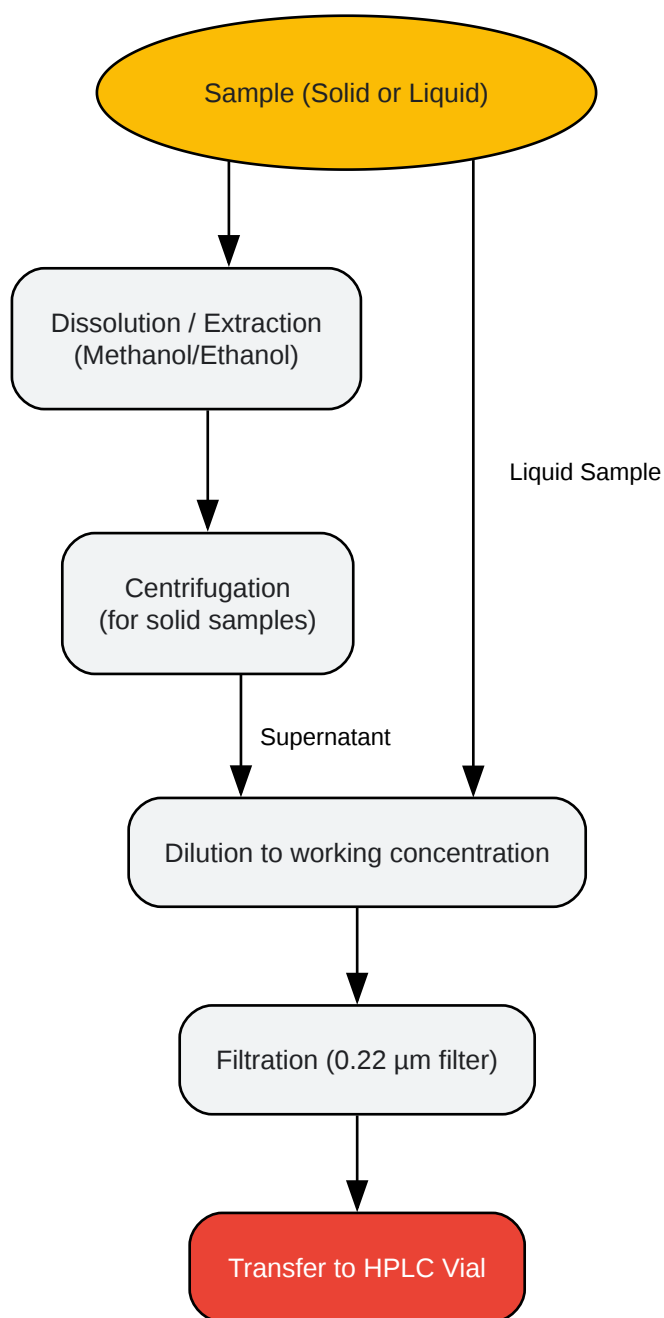 Sample (Solid or Liquid)
Dissolution / Extraction
(Methanol/Ethanol)
Liquid Sample
Centrifugation
(for solid samples)
Supernatant
Dilution to working concentration
Filtration (0.22 µm filter)
Transfer to HPLC Vial